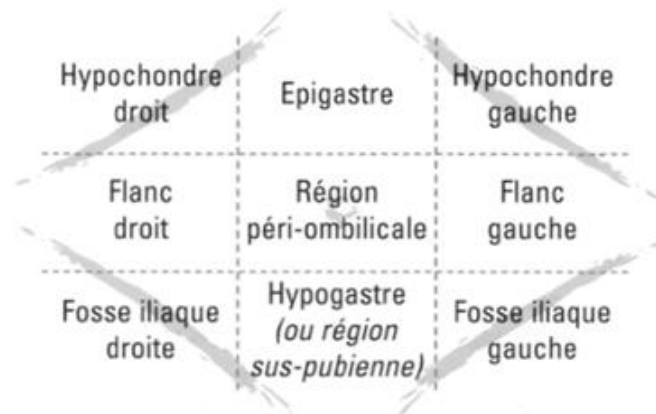 Hypochondre
droit
Epigastre
Hypochondre
gauche
Flanc
droit
Région
péri-ombilicale
Flanc
gauche
Fosse iliaque
droite
Hypogastre
(ou région
sus-pubienne)
Fosse iliaque
gauche